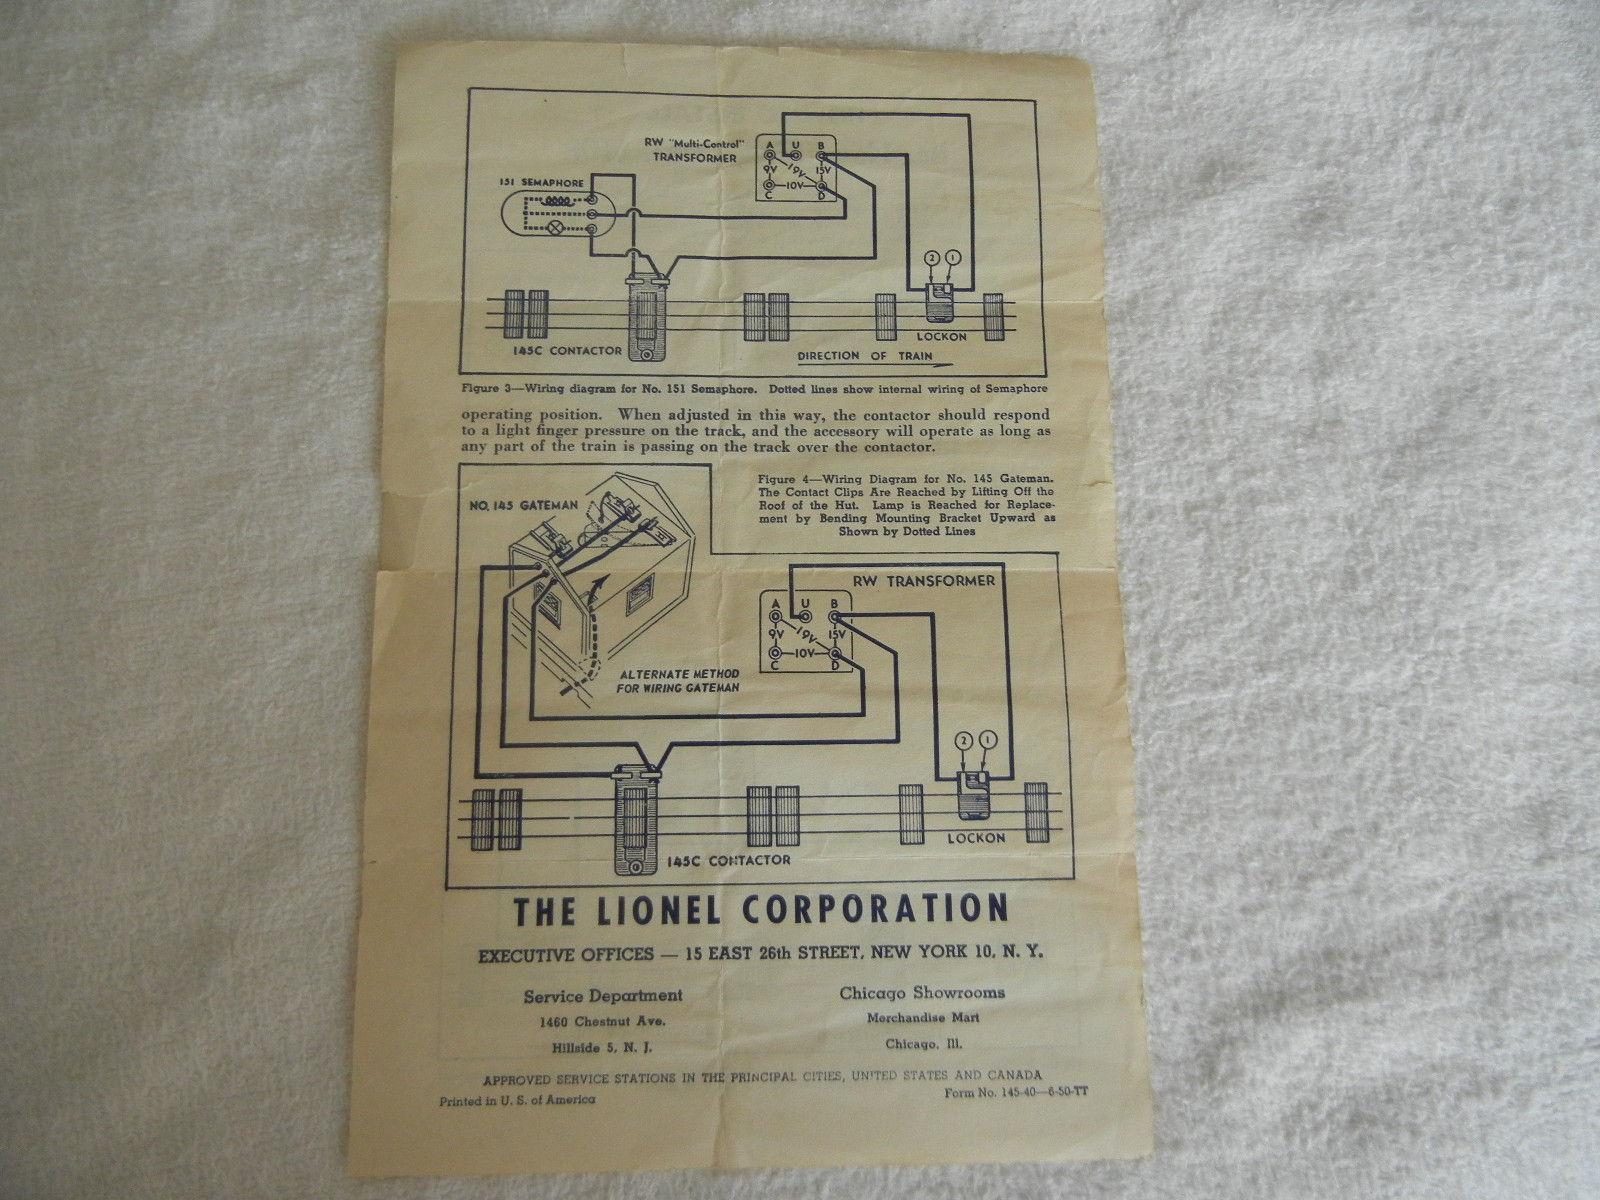 RW "Multi-Control"
TRANSFORMER
A U B
9V 19V 15V
10V
C D
151 SEMAPHORE
2 1
LOCKON
145C CONTACTOR
DIRECTION OF TRAIN
Figure 3—Wiring diagram for No. 151 Semaphore. Dotted lines show internal wiring of Semaphore
operating position. When adjusted in this way, the contactor should respond
to a light finger pressure on the track, and the accessory will operate as long as
any part of the train is passing on the track over the contactor.
Figure 4—Wiring Diagram for No. 145 Gateman.
The Contact Clips Are Reached by Lifting Off the
Roof of the Hut. Lamp is Reached for Replace-
ment by Bending Mounting Bracket Upward as
Shown by Dotted Lines
NO. 145 GATEMAN
RW TRANSFORMER
A U B
9V 19V 15V
10V
C D
ALTERNATE METHOD
FOR WIRING GATEMAN
2 1
LOCKON
145C CONTACTOR
THE LIONEL CORPORATION
EXECUTIVE OFFICES — 15 EAST 26th STREET, NEW YORK 10, N. Y.
Service Department
1460 Chestnut Ave.
Hillside 5, N. J.
Chicago Showrooms
Merchandise Mart
Chicago, Ill.
APPROVED SERVICE STATIONS IN THE PRINCIPAL CITIES, UNITED STATES AND CANADA
Printed in U. S. of America
Form No. 145-40—6-50-TT